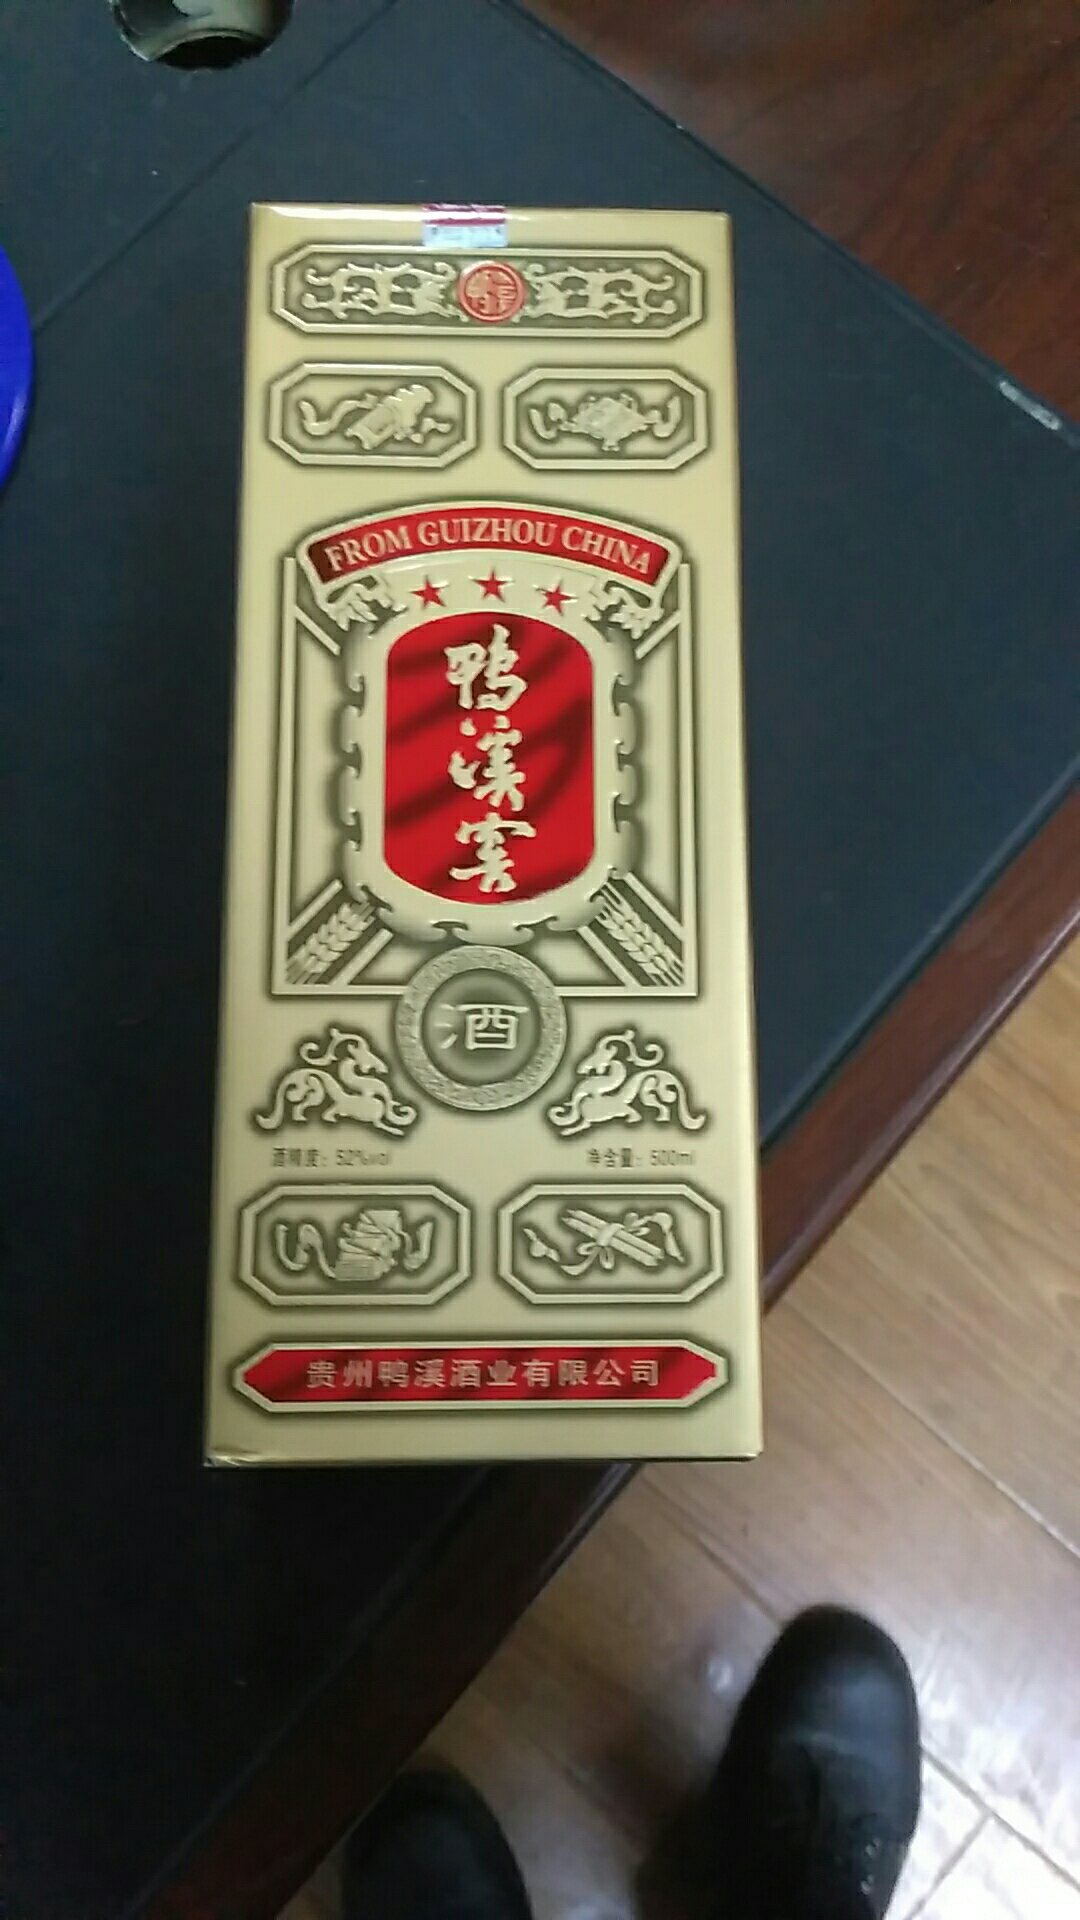 FROM GUIZHOU CHINA
鸭溪窖
酒
酒精度：52%vol
净含量：500ml
贵州鸭溪酒业有限公司